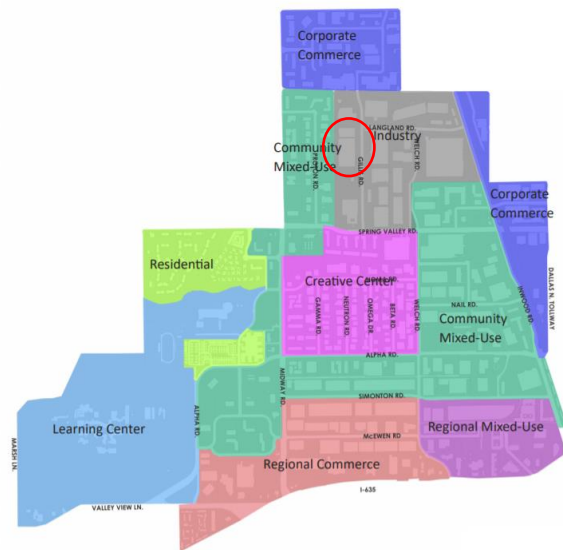 Corporate
Commerce
LANGLAND RD.
Industry
Community
Mixed-Use
PROTON RD.
GILLIS RD.
WELCH RD.
Corporate
Commerce
SPRING VALLEY RD.
Residential
Creative Center
GAMMA RD.
NEUTRON RD.
OMEGA DR.
BETA RD.
WELCH RD.
NAIL RD.
INWOOD RD.
DALLAS N. TOLLWAY
Community
Mixed-Use
ALPHA RD.
MIDWAY RD.
SIMONTON RD.
Learning Center
ALPHA RD.
MARSH LN.
McEWEN RD
Regional Mixed-Use
Regional Commerce
I-635
VALLEY VIEW LN.